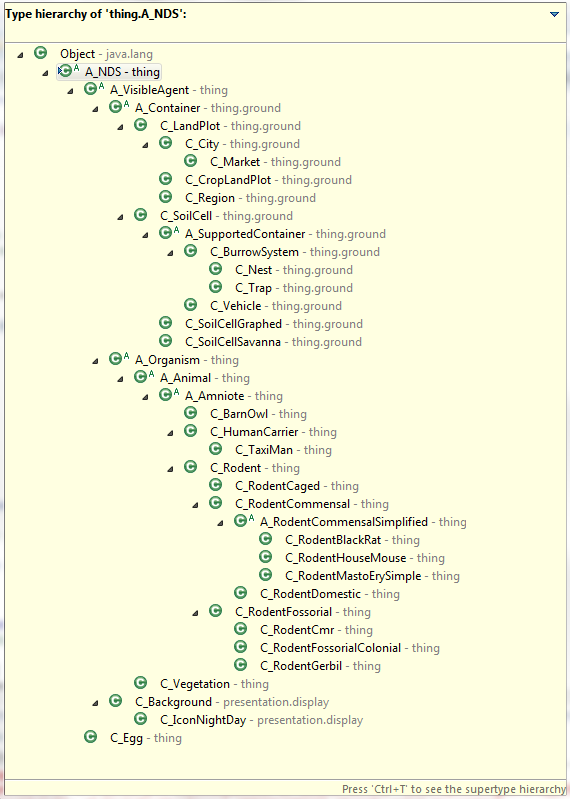 Type hierarchy of 'thing.A_NDS':
Object - java.lang
A_NDS - thing
A_VisibleAgent - thing
A_Container - thing.ground
C_LandPlot - thing.ground
C_City - thing.ground
C_Market - thing.ground
C_CropLandPlot - thing.ground
C_Region - thing.ground
C_SoilCell - thing.ground
A_SupportedContainer - thing.ground
C_BurrowSystem - thing.ground
C_Nest - thing.ground
C_Trap - thing.ground
C_Vehicle - thing.ground
C_SoilCellGraphed - thing.ground
C_SoilCellSavanna - thing.ground
A_Organism - thing
A_Animal - thing
A_Amniote - thing
C_BarnOwl - thing
C_HumanCarrier - thing
C_TaxiMan - thing
C_Rodent - thing
C_RodentCaged - thing
C_RodentCommensal - thing
A_RodentCommensalSimplified - thing
C_RodentBlackRat - thing
C_RodentHouseMouse - thing
C_RodentMastoErySimple - thing
C_RodentDomestic - thing
C_RodentFossorial - thing
C_RodentCmr - thing
C_RodentFossorialColonial - thing
C_RodentGerbil - thing
C_Vegetation - thing
C_Background - presentation.display
C_IconNightDay - presentation.display
C_Egg - thing
Press 'Ctrl+T' to see the supertype hierarchy